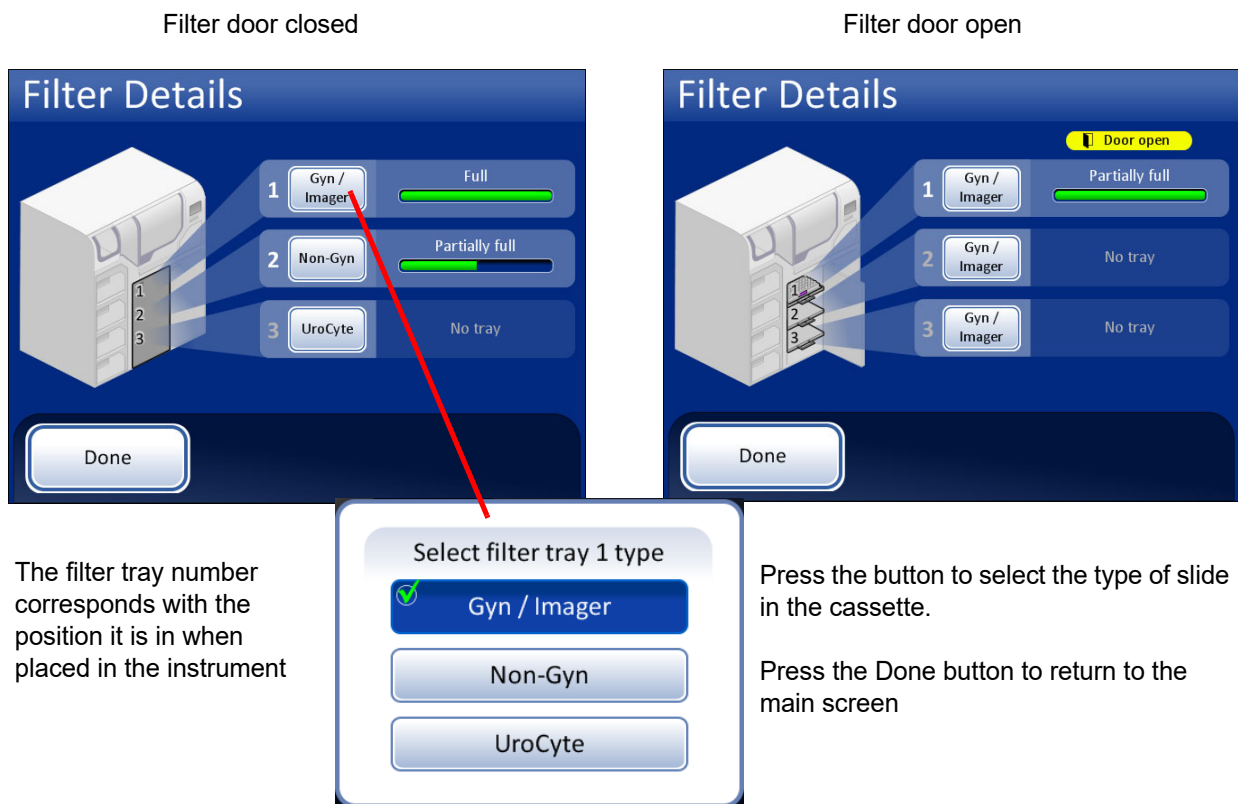 Filter door closed
Filter Details
1
Gyn /
Imager
Full
2
Non-Gyn
Partially full
3
UroCyte
No tray
1
2
3
Done
Filter door open
Filter Details
Door open
1
Gyn /
Imager
Partially full
2
Gyn /
Imager
No tray
3
Gyn /
Imager
No tray
1
2
3
Done
The filter tray number
corresponds with the
position it is in when
placed in the instrument
Select filter tray 1 type
Gyn / Imager
Non-Gyn
UroCyte
Press the button to select the type of slide
in the cassette.
Press the Done button to return to the
main screen